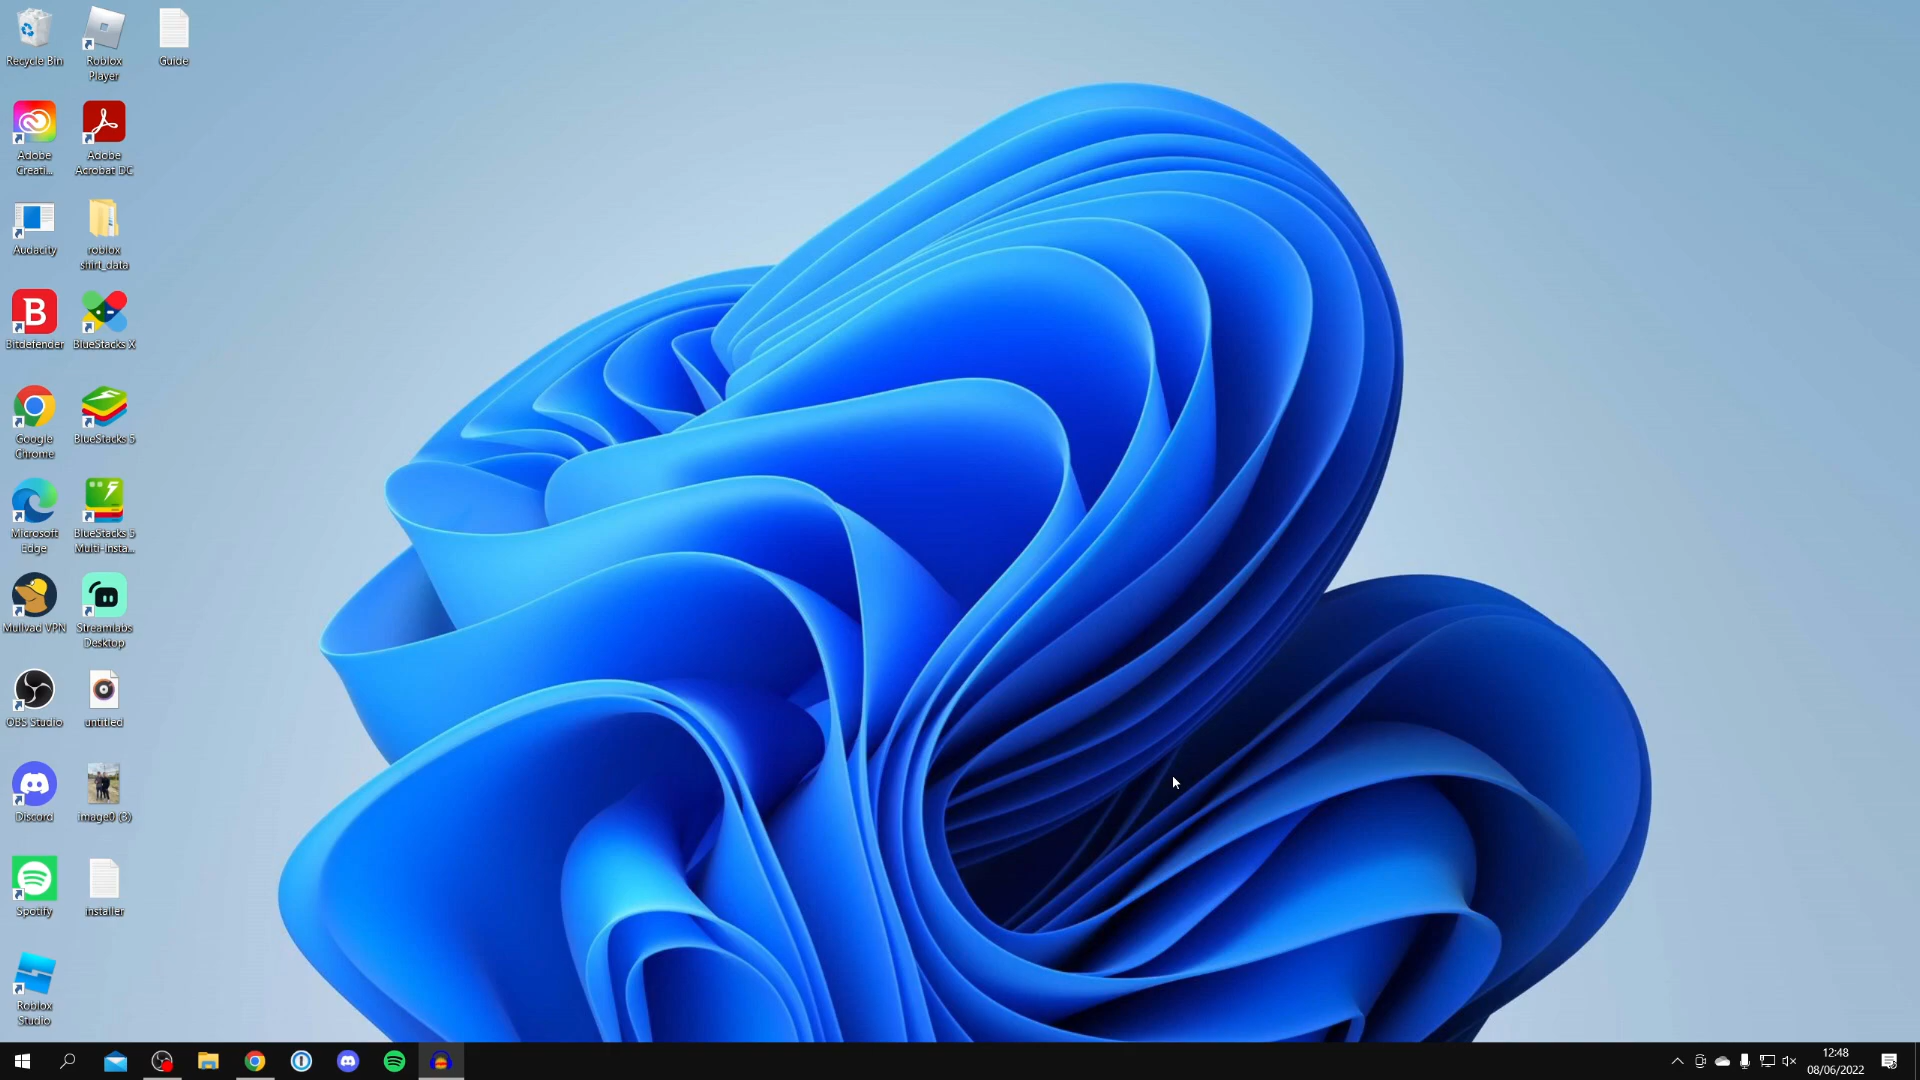 Recycle Bin
Roblox
Player
Guide
Adobe
Creati...
Adobe
Acrobat DC
Audacity
roblox
shirt_data
Bitdefender
BlueStacks X
Google
Chrome
BlueStacks 5
Microsoft
Edge
BlueStacks 5
Multi-Insta...
Mullvad VPN
Streamlabs
Desktop
OBS Studio
untitled
Discord
image0 (3)
Spotify
installer
Roblox
Studio
12:48
08/06/2022